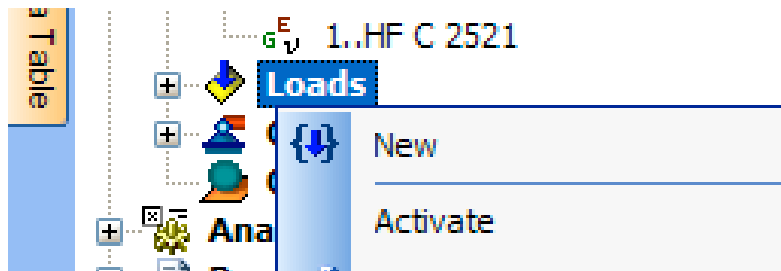 a Table
1..HF C 2521
Loads
New
Activate
Ana